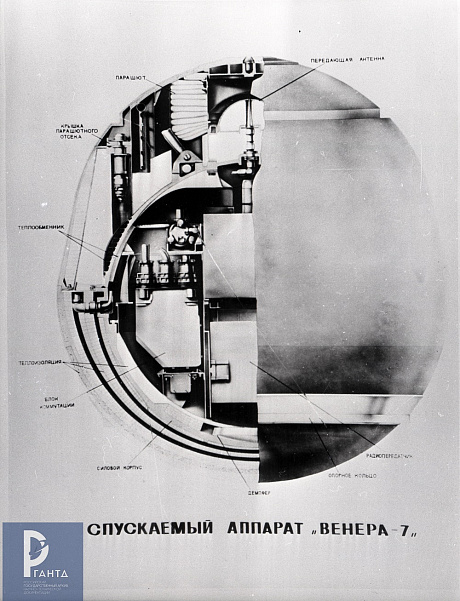 ПЕРЕДАЮЩАЯ АНТЕННА
ПАРАШЮТ
КРЫШКА
ПАРАШЮТНОГО
ОТСЕКА
ТЕПЛООБМЕННИК
ТЕПЛОИЗОЛЯЦИЯ
БЛОК
КОММУТАЦИИ
СИЛОВОЙ КОРПУС
ДЕМПФЕР
ОПОРНОЕ КОЛЬЦО
РАДИОПЕРЕДАТЧИК
СПУСКАЕМЫЙ АППАРАТ „ВЕНЕРА-7„
РГАНТД